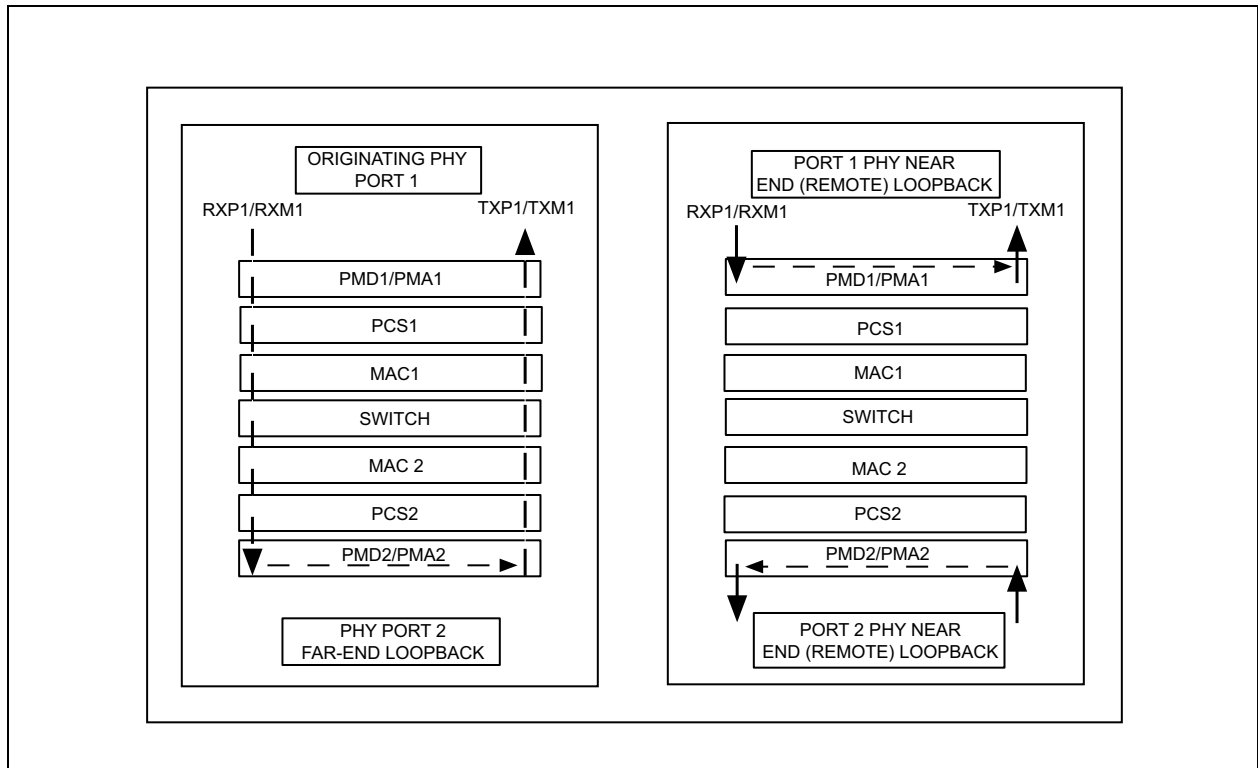 ORIGINATING PHY
PORT 1
RXP1/RXM1
TXP1/TXM1
PMD1/PMA1
PCS1
MAC1
SWITCH
MAC 2
PCS2
PMD2/PMA2
PHY PORT 2
FAR-END LOOPBACK
PORT 1 PHY NEAR
END (REMOTE) LOOPBACK
RXP1/RXM1
TXP1/TXM1
PMD1/PMA1
PCS1
MAC1
SWITCH
MAC 2
PCS2
PMD2/PMA2
PORT 2 PHY NEAR
END (REMOTE) LOOPBACK